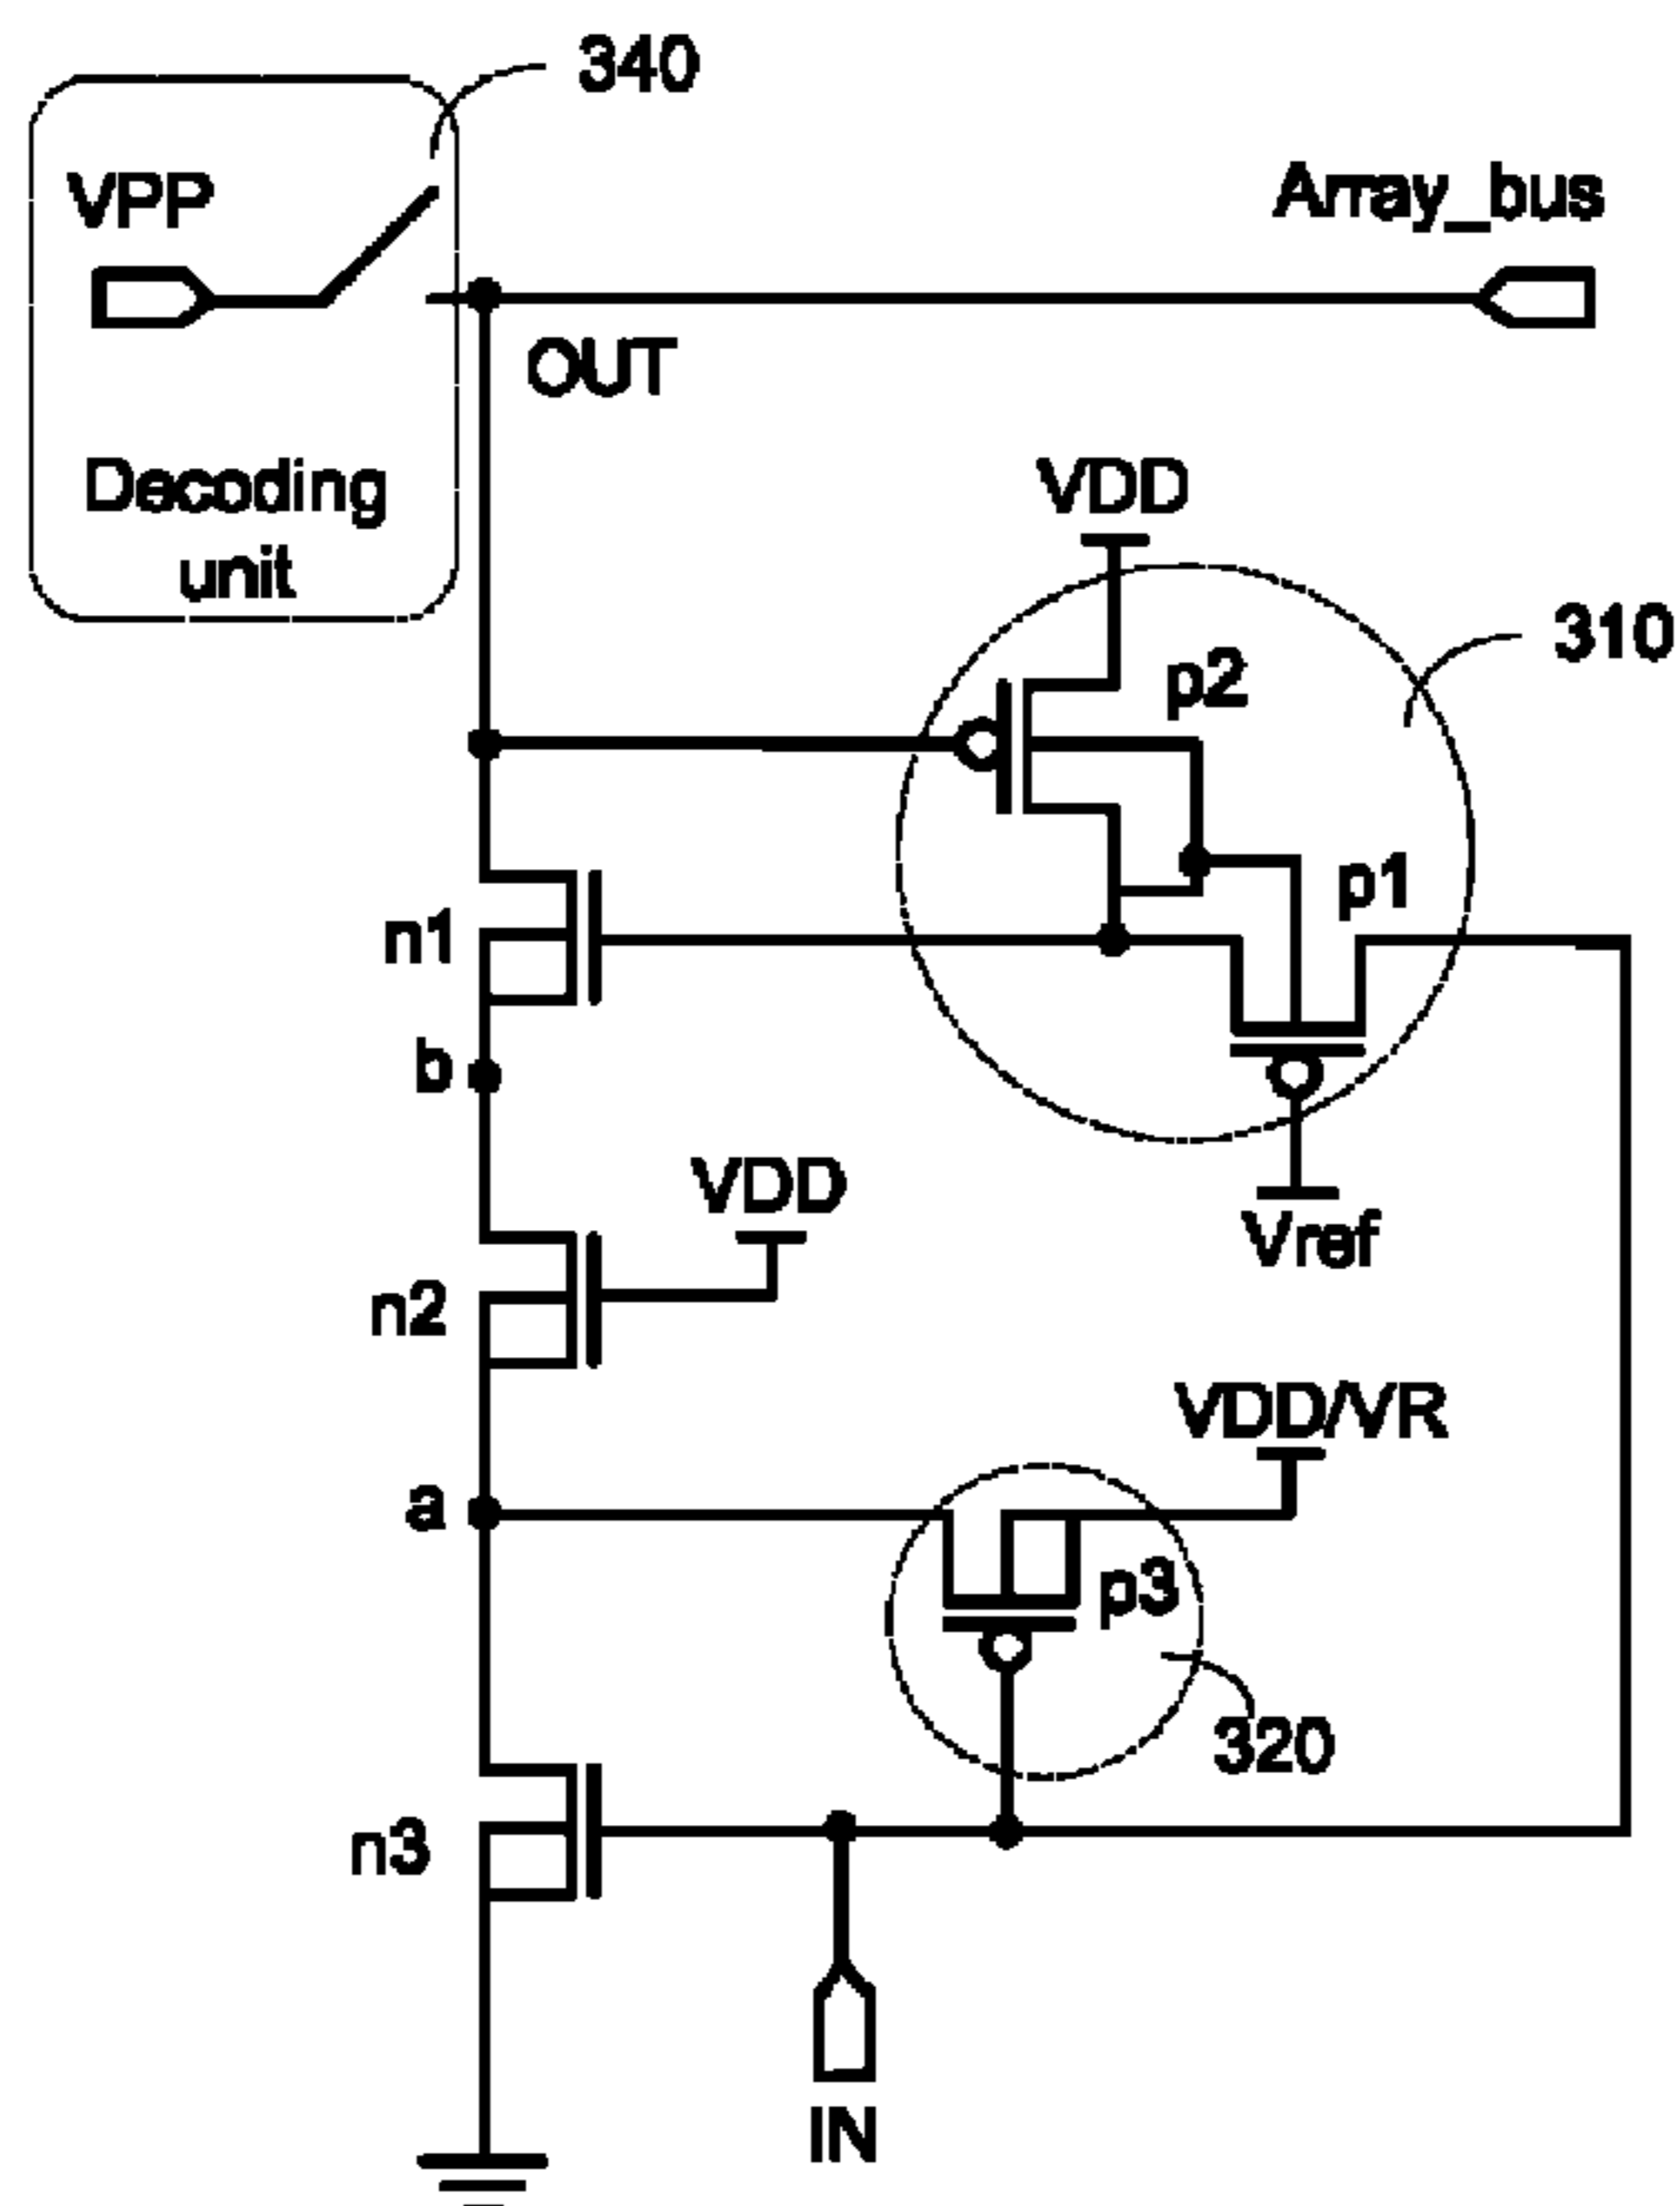 340
VPP
Array_bus
OUT
Decoding
unit
VDD
310
p2
p1
n1
b
VDD
Vref
n2
VDD/VR
a
p3
320
n3
IN